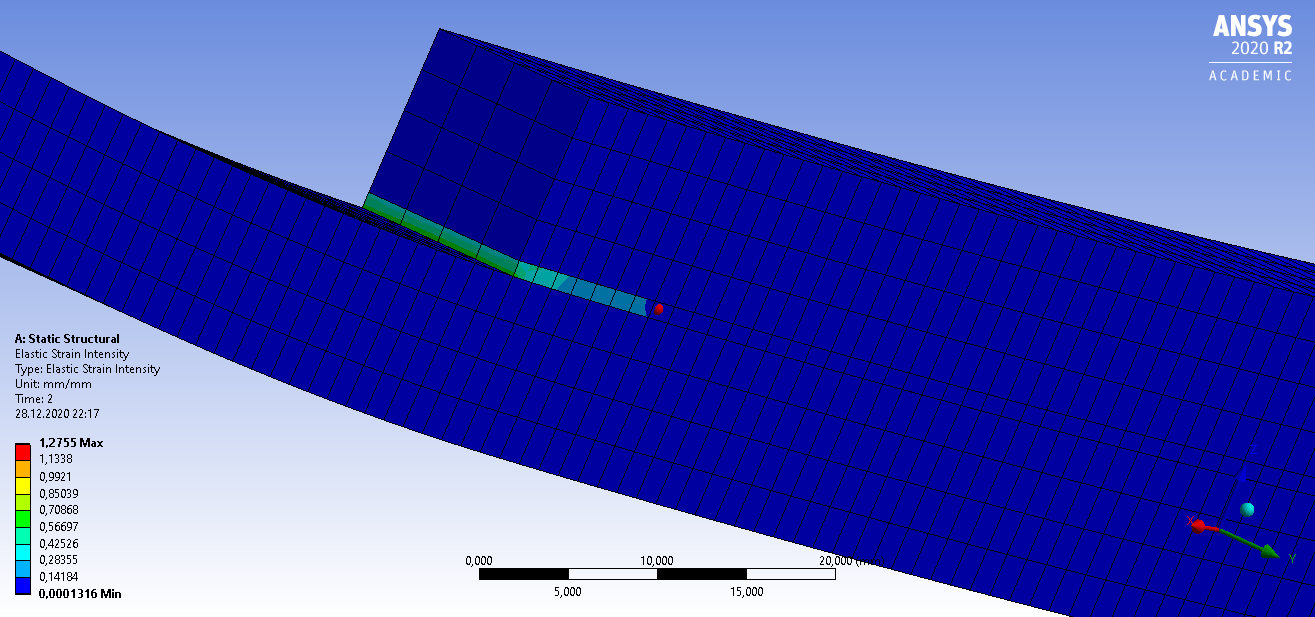 ANSYS
2020 R2
ACADEMIC
A: Static Structural
Elastic Strain Intensity
Type: Elastic Strain Intensity
Unit: mm/mm
Time: 2
28.12.2020 22:17
1,2755 Max
1,1338
0,9921
0,85039
0,70868
0,56697
0,42526
0,28355
0,14184
0,0001316 Min
0,000 10,000 20,000
5,000 15,000
X
Y